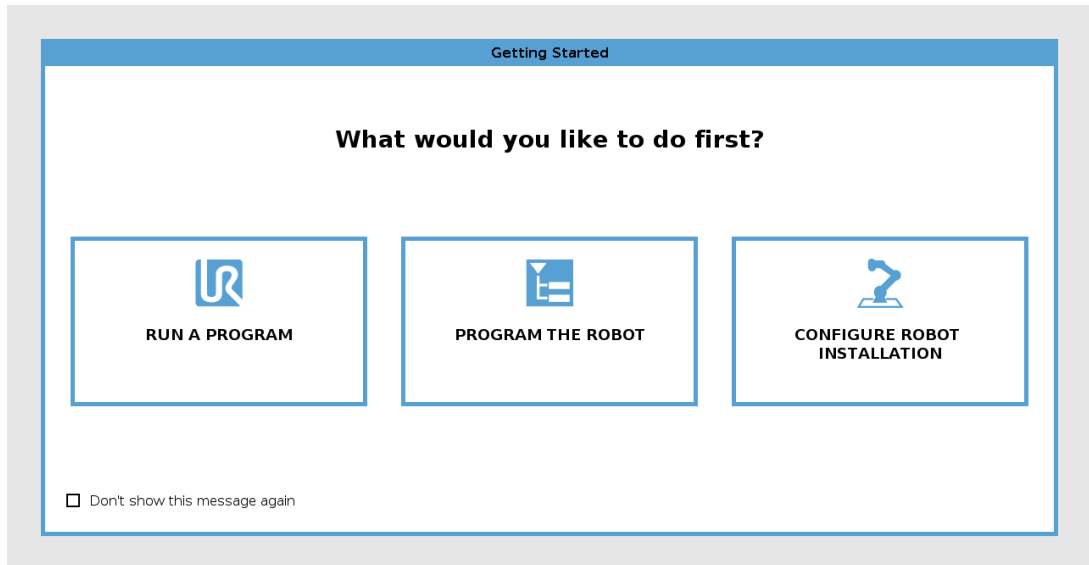 Getting Started
What would you like to do first?
RUN A PROGRAM
PROGRAM THE ROBOT
CONFIGURE ROBOT
INSTALLATION
Don't show this message again